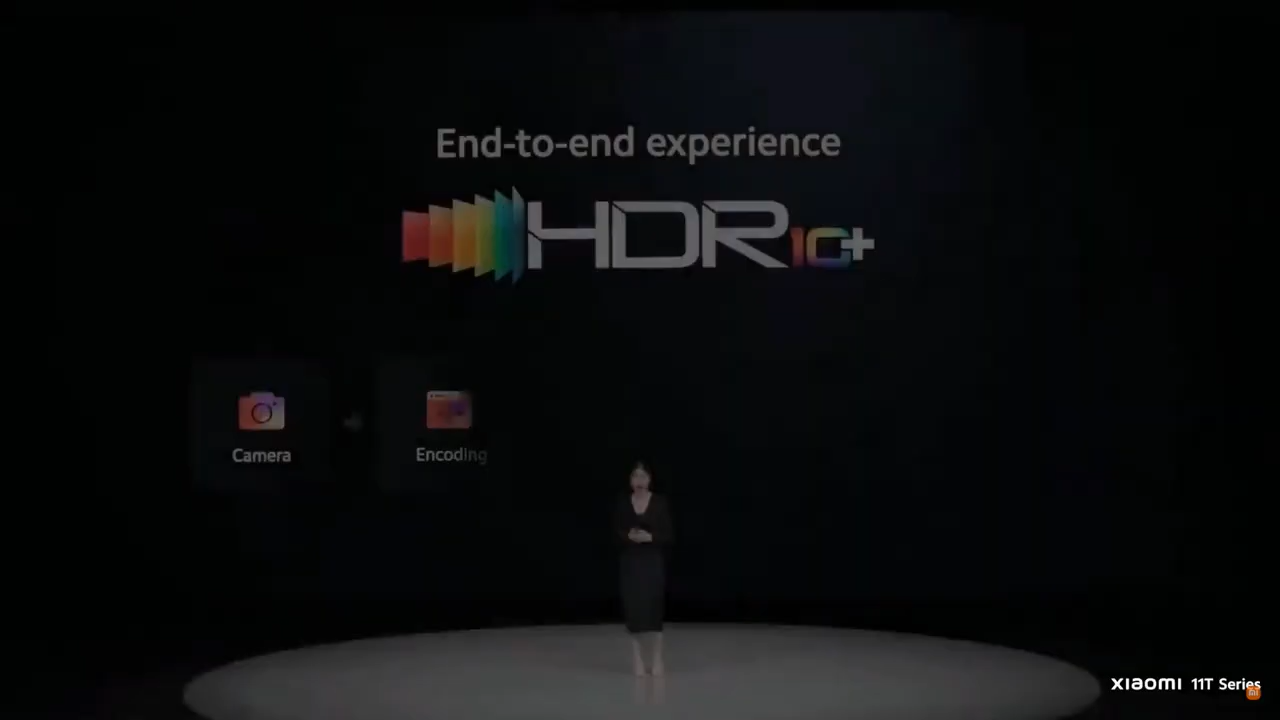 End-to-end experience
HDR10+
Camera
Encoding
xiaomi 11T Series